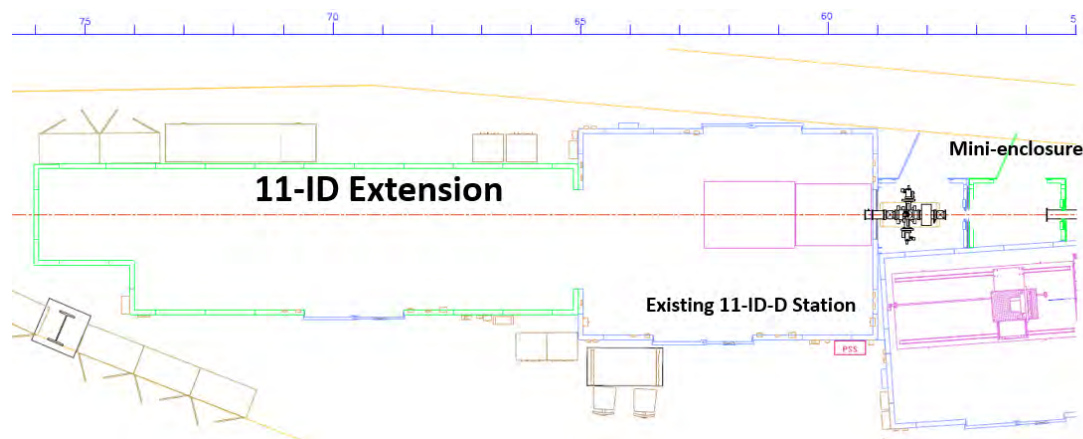 75 70 65 60 5
Mini-enclosure
11-ID Extension
Existing 11-ID-D Station
PSS